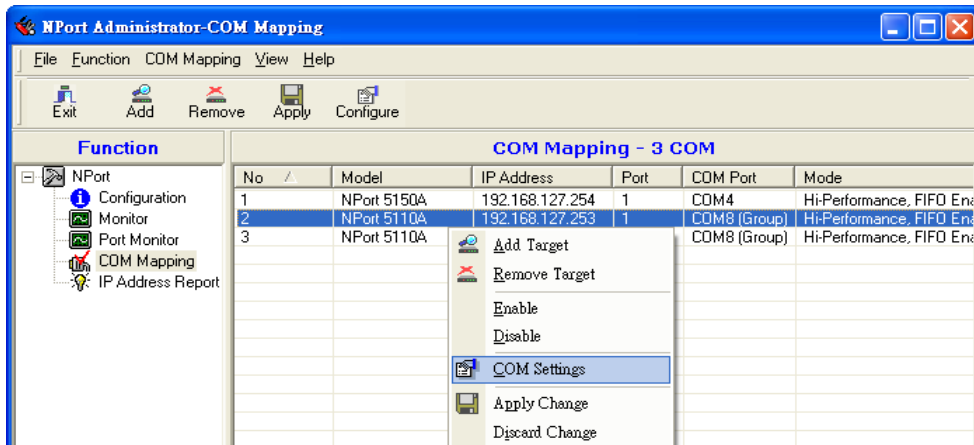 NPort Administrator-COM Mapping
File Function COM Mapping View Help
Exit Add Remove Apply Configure
Function
COM Mapping - 3 COM
NPort
Configuration
Monitor
Port Monitor
COM Mapping
IP Address Report
No Model IP Address Port COM Port Mode
1 NPort 5150A 192.168.127.254 1 COM4 Hi-Performance, FIFO Ena
2 NPort 5110A 192.168.127.253 1 COM8 (Group) Hi-Performance, FIFO Ena
3 NPort 5110A COM8 (Group) Hi-Performance, FIFO Ena
Add Target
Remove Target
Enable
Disable
COM Settings
Apply Change
Discard Change